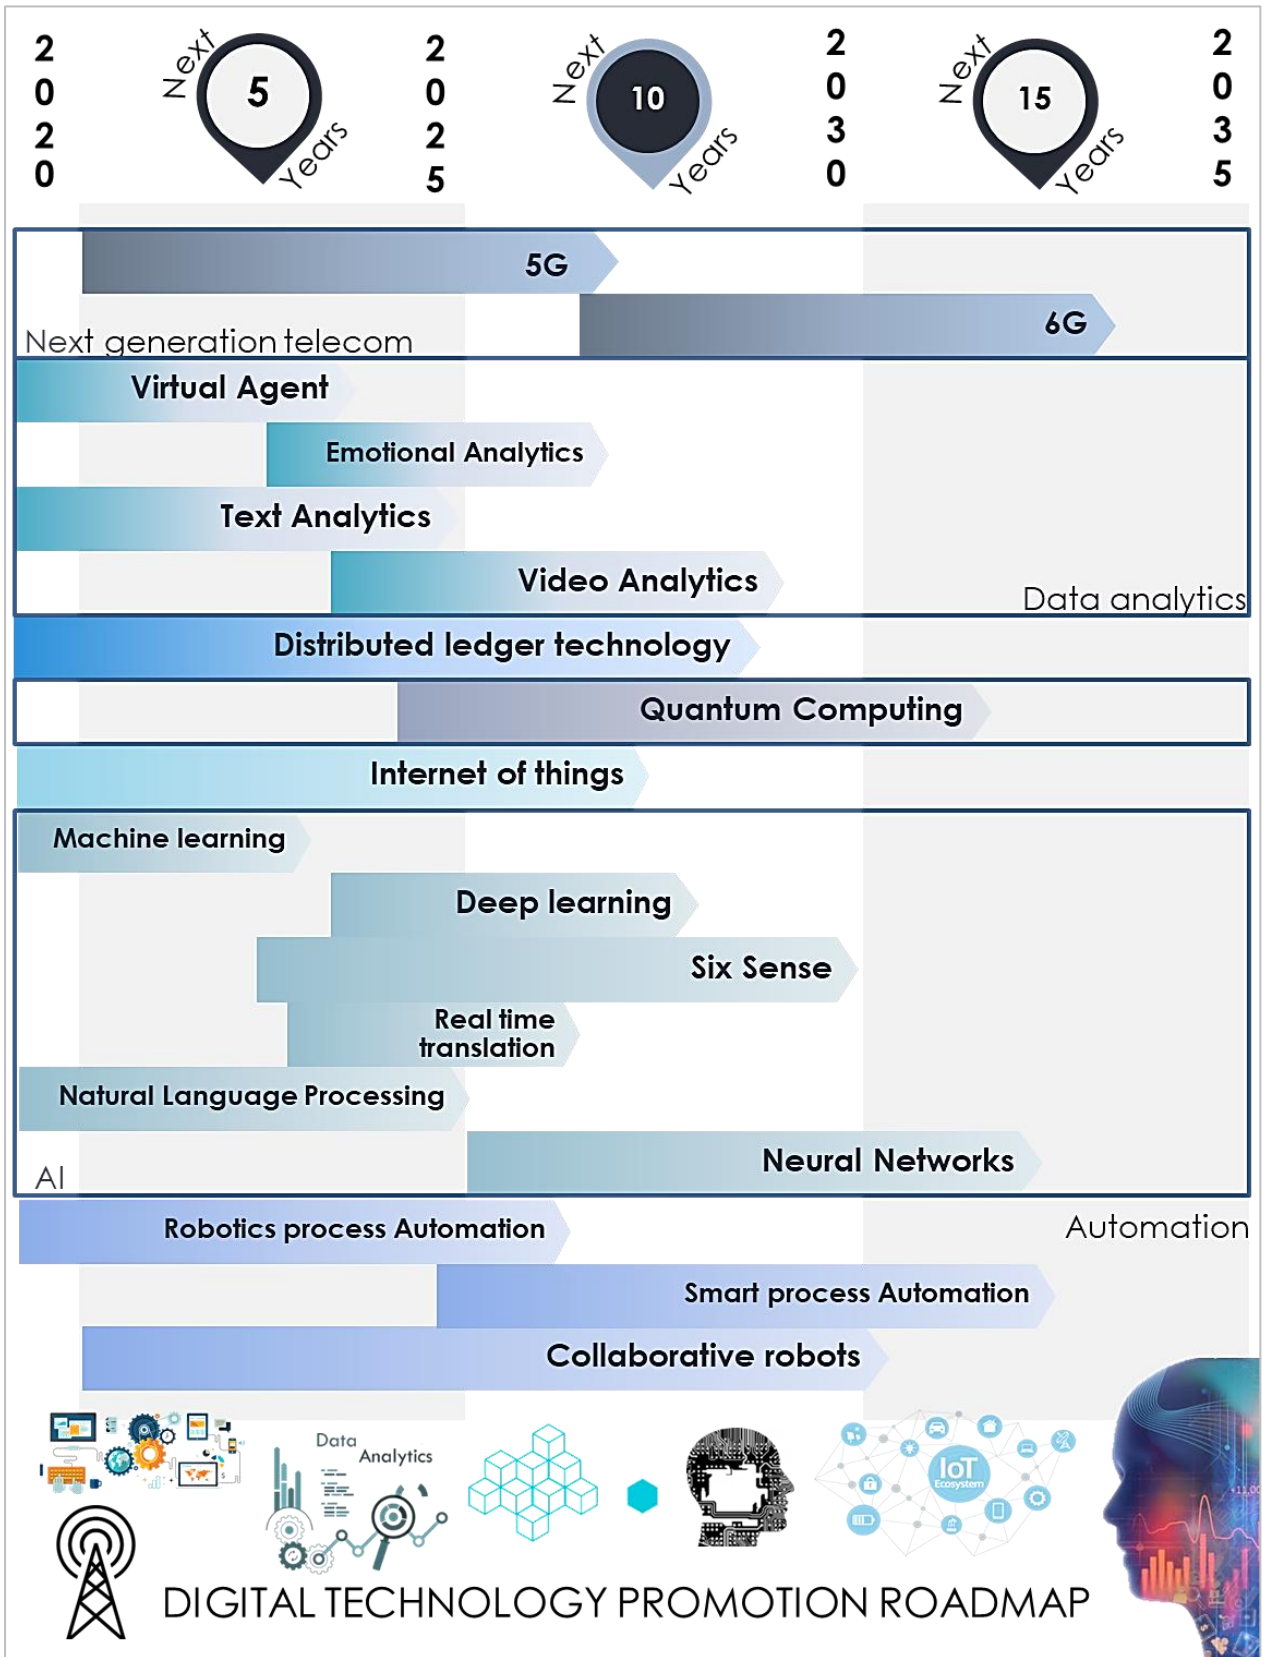 2020
Next
5
Years
2025
Next
10
Years
2030
Next
15
Years
2035
5G
6G
Next generation telecom
Virtual Agent
Emotional Analytics
Text Analytics
Video Analytics
Data analytics
Distributed ledger technology
Quantum Computing
Internet of things
Machine learning
Deep learning
Six Sense
Real time
translation
Natural Language Processing
Neural Networks
AI
Robotics process Automation
Automation
Smart process Automation
Collaborative robots
Data
Analytics
IoT
Ecosystem
DIGITAL TECHNOLOGY PROMOTION ROADMAP